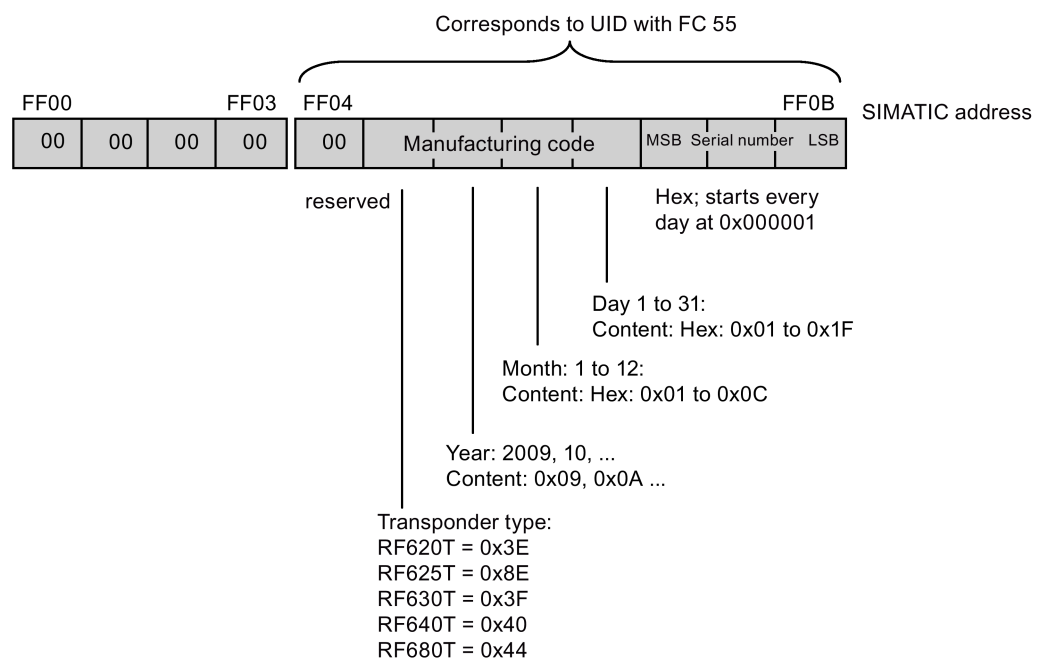 Corresponds to UID with FC 55
FF00 FF03 FF04 FF0B SIMATIC address
00 00 00 00 00 Manufacturing code MSB Serial number LSB
reserved
Hex; starts every
day at 0x000001
Day 1 to 31:
Content: Hex: 0x01 to 0x1F
Month: 1 to 12:
Content: Hex: 0x01 to 0x0C
Year: 2009, 10, ...
Content: 0x09, 0x0A ...
Transponder type:
RF620T = 0x3E
RF625T = 0x8E
RF630T = 0x3F
RF640T = 0x40
RF680T = 0x44